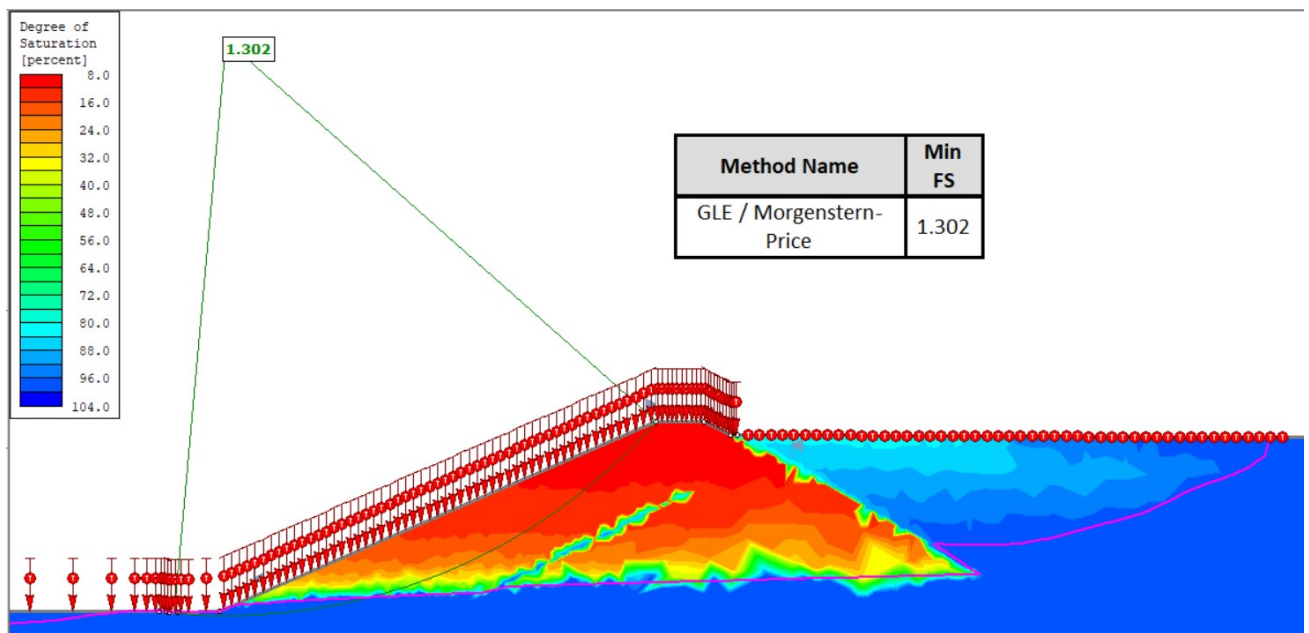 Degree of
Saturation
[percent]
8.0
16.0
24.0
32.0
40.0
48.0
56.0
64.0
72.0
80.0
88.0
96.0
104.0
1.302
Method Name Min FS
GLE / Morgenstern-
Price 1.302